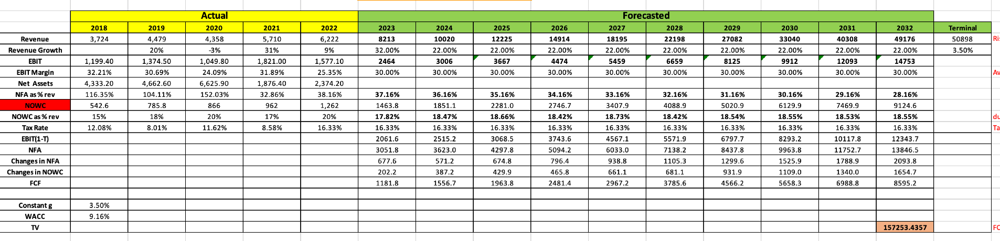 Actual Forecasted
2018 2019 2020 2021 2022 2023 2024 2025 2026 2027 2028 2029 2030 2031 2032 Terminal
Revenue 3,724 4,479 4,358 5,710 6,222 8213 10020 12225 14914 18195 22198 27082 33040 40308 49176 50898
Revenue Growth 20% -3% 31% 9% 32.00% 22.00% 22.00% 22.00% 22.00% 22.00% 22.00% 22.00% 22.00% 22.00% 3.50%
EBIT 1,199.40 1,374.50 1,049.80 1,821.00 1,577.10 2464 3006 3667 4474 5459 6659 8125 9912 12093 14753
EBIT Margin 32.21% 30.69% 24.09% 31.89% 25.35% 30.00% 30.00% 30.00% 30.00% 30.00% 30.00% 30.00% 30.00% 30.00% 30.00%
Net Assets 4,333.20 4,662.60 6,625.90 1,876.40 2,374.20
NFA as % rev 116.35% 104.11% 152.03% 32.86% 38.16% 37.16% 36.16% 35.16% 34.16% 33.16% 32.16% 31.16% 30.16% 29.16% 28.16%
NOWC 542.6 785.8 866 962 1,262 1463.8 1851.1 2281.0 2746.7 3407.9 4088.9 5020.9 6129.9 7469.9 9124.6
NOWC as % rev 15% 18% 20% 17% 20% 17.82% 18.47% 18.66% 18.42% 18.73% 18.42% 18.54% 18.55% 18.53% 18.55%
Tax Rate 12.08% 8.01% 11.62% 8.58% 16.33% 16.33% 16.33% 16.33% 16.33% 16.33% 16.33% 16.33% 16.33% 16.33% 16.33%
EBIT(1-T) 2061.6 2515.2 3068.5 3743.6 4567.1 5571.9 6797.7 8293.2 10117.8 12343.7
NFA 3051.8 3623.0 4297.8 5094.2 6033.0 7138.2 8437.8 9963.8 11752.7 13846.5
Changes in NFA 677.6 571.2 674.8 796.4 938.8 1105.3 1299.6 1525.9 1788.9 2093.8
Changes in NOWC 202.2 387.2 429.9 465.8 661.1 681.1 931.9 1109.0 1340.0 1654.7
FCF 1181.8 1556.7 1963.8 2481.4 2967.2 3785.6 4566.2 5658.3 6988.8 8595.2
Constant g 3.50%
WACC 9.16%
TV 157253.4357